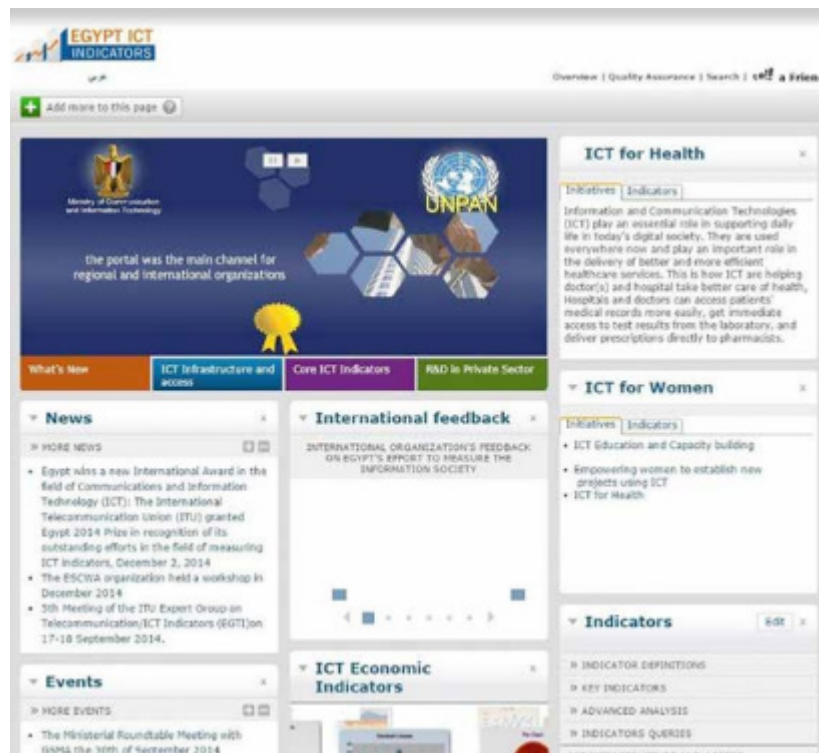 EGYPT ICT
INDICATORS
عربي
Overview | Quality Assurance | Search | tell a Frien
Add more to this page
Ministry of Communication
and Information Technology
UNPAN
the portal was the main channel for
regional and international organizations
What's New
ICT Infrastructure and
access
Core ICT Indicators
R&D in Private Sector
News
MORE NEWS
• Egypt wins a new International Award in the
field of Communications and Information
Technology (ICT): The International
Telecommunication Union (ITU) granted
Egypt 2014 Prize in recognition of its
outstanding efforts in the field of measuring
ICT indicators, December 2, 2014
• The ESCWA organization held a workshop in
December 2014
• 5th Meeting of the ITU Expert Group on
Telecommunication/ICT Indicators (EGTI)on
17-18 September 2014.
Events
MORE EVENTS
• The Ministerial Roundtable Meeting with
GSMA the 30th of September 2014
International feedback
INTERNATIONAL ORGANIZATION'S FEEDBACK
ON EGYPT'S EFFORT TO MEASURE THE
INFORMATION SOCIETY
ICT Economic
Indicators
ICT for Health
Initiatives | Indicators
Information and Communication Technologies
(ICT) play an essential role in supporting daily
life in today's digital society. They are used
everywhere now and play an important role in
the delivery of better and more efficient
healthcare services. This is how ICT are helping
doctor(s) and hospital take better care of health,
Hospitals and doctors can access patients'
medical records more easily, get immediate
access to test results from the laboratory, and
deliver prescriptions directly to pharmacists.
ICT for Women
Initiatives | Indicators
• ICT Education and Capacity building
• Empowering women to establish new
projects using ICT
• ICT for Health
Indicators
Edit
INDICATOR DEFINITIONS
KEY INDICATORS
ADVANCED ANALYSIS
INDICATORS QUERIES